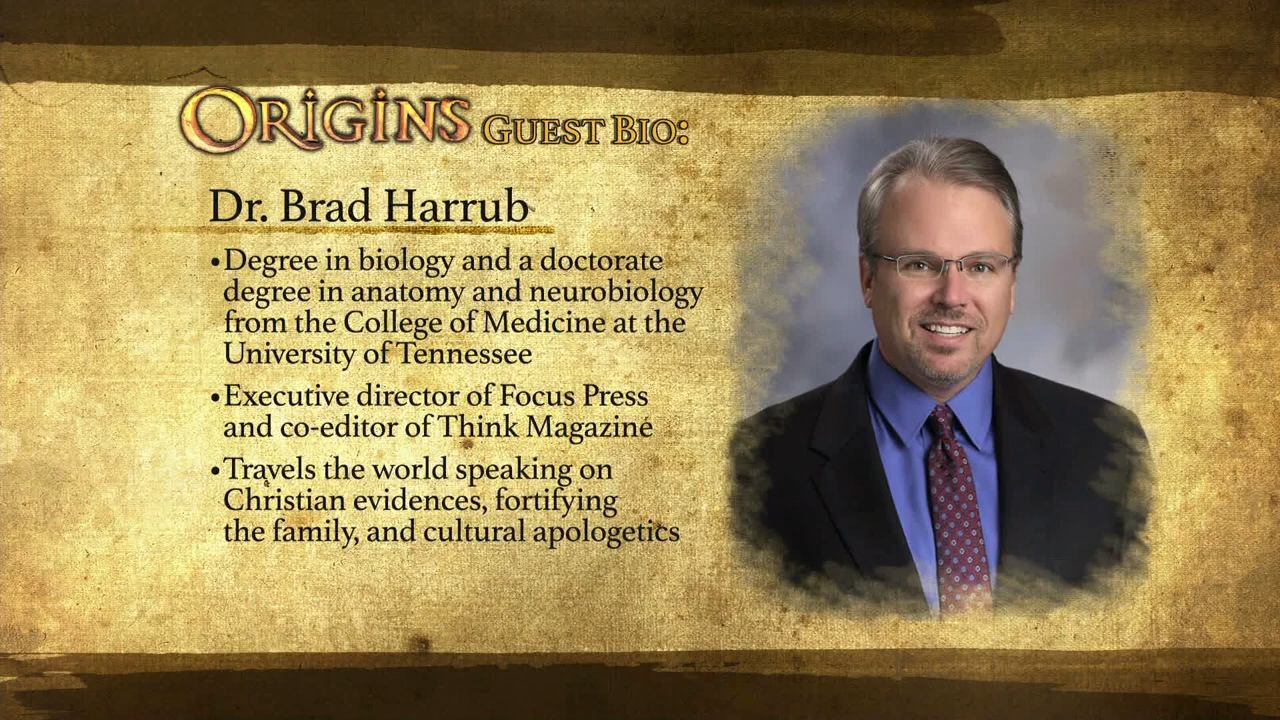 ORIGINS GUEST BIO:
Dr. Brad Harrub
•Degree in biology and a doctorate
degree in anatomy and neurobiology
from the College of Medicine at the
University of Tennessee
•Executive director of Focus Press
and co-editor of Think Magazine
•Travels the world speaking on
Christian evidences, fortifying
the family, and cultural apologetics